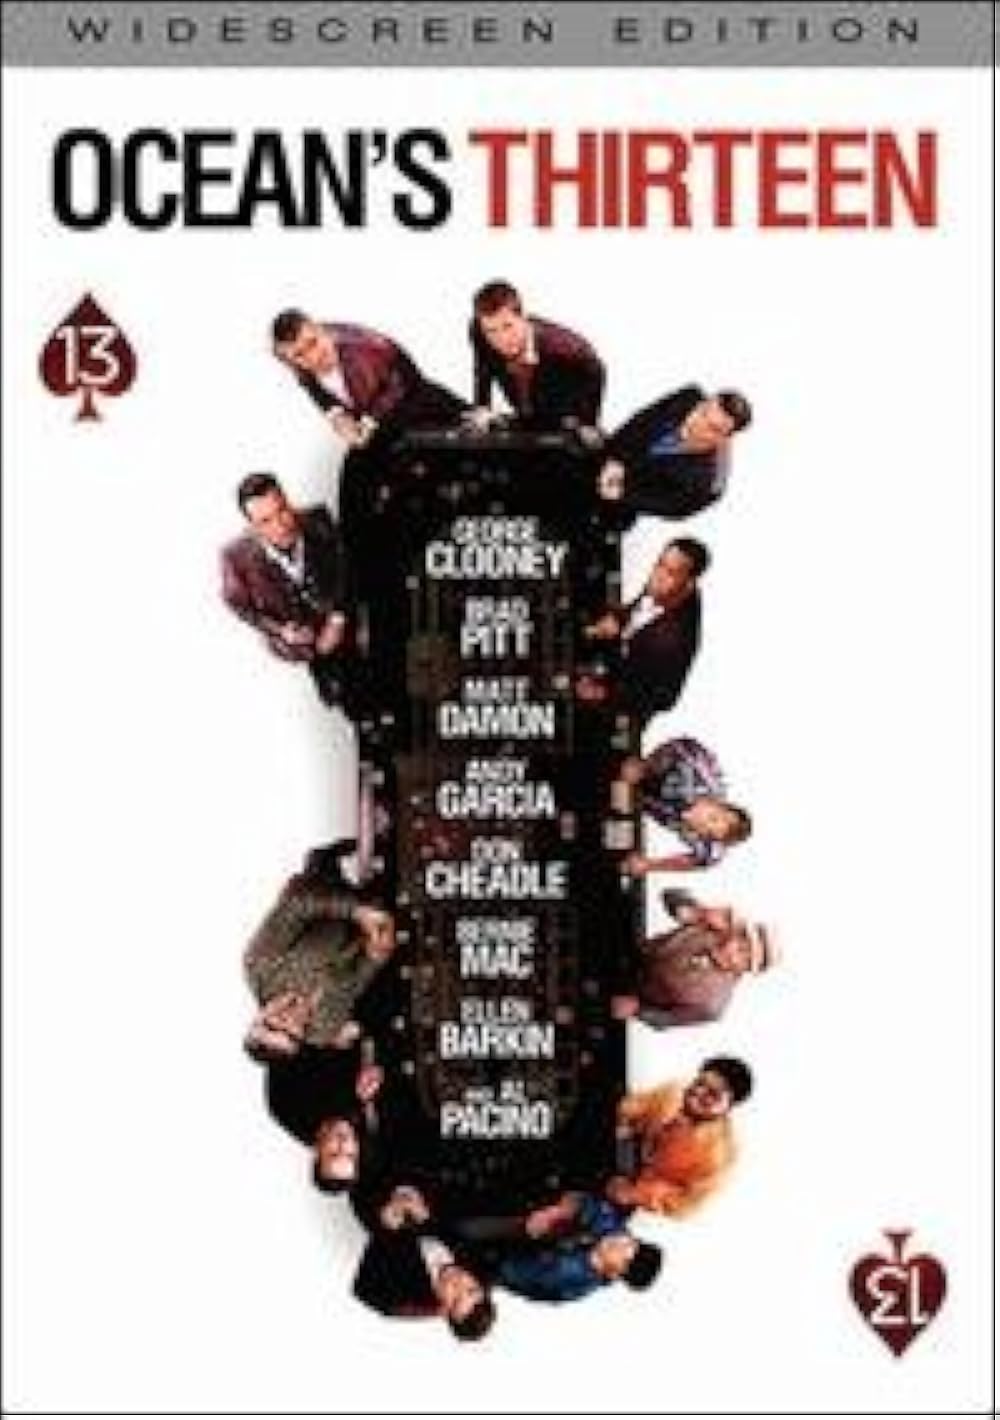 WIDESCREEN EDITION
OCEAN'S THIRTEEN
13
GEORGE
CLOONEY
BRAD
PITT
MATT
DAMON
ANDY
GARCIA
DON
CHEADLE
BERNIE
MAC
ELLEN
BARKIN
AND AL
PACINO
13